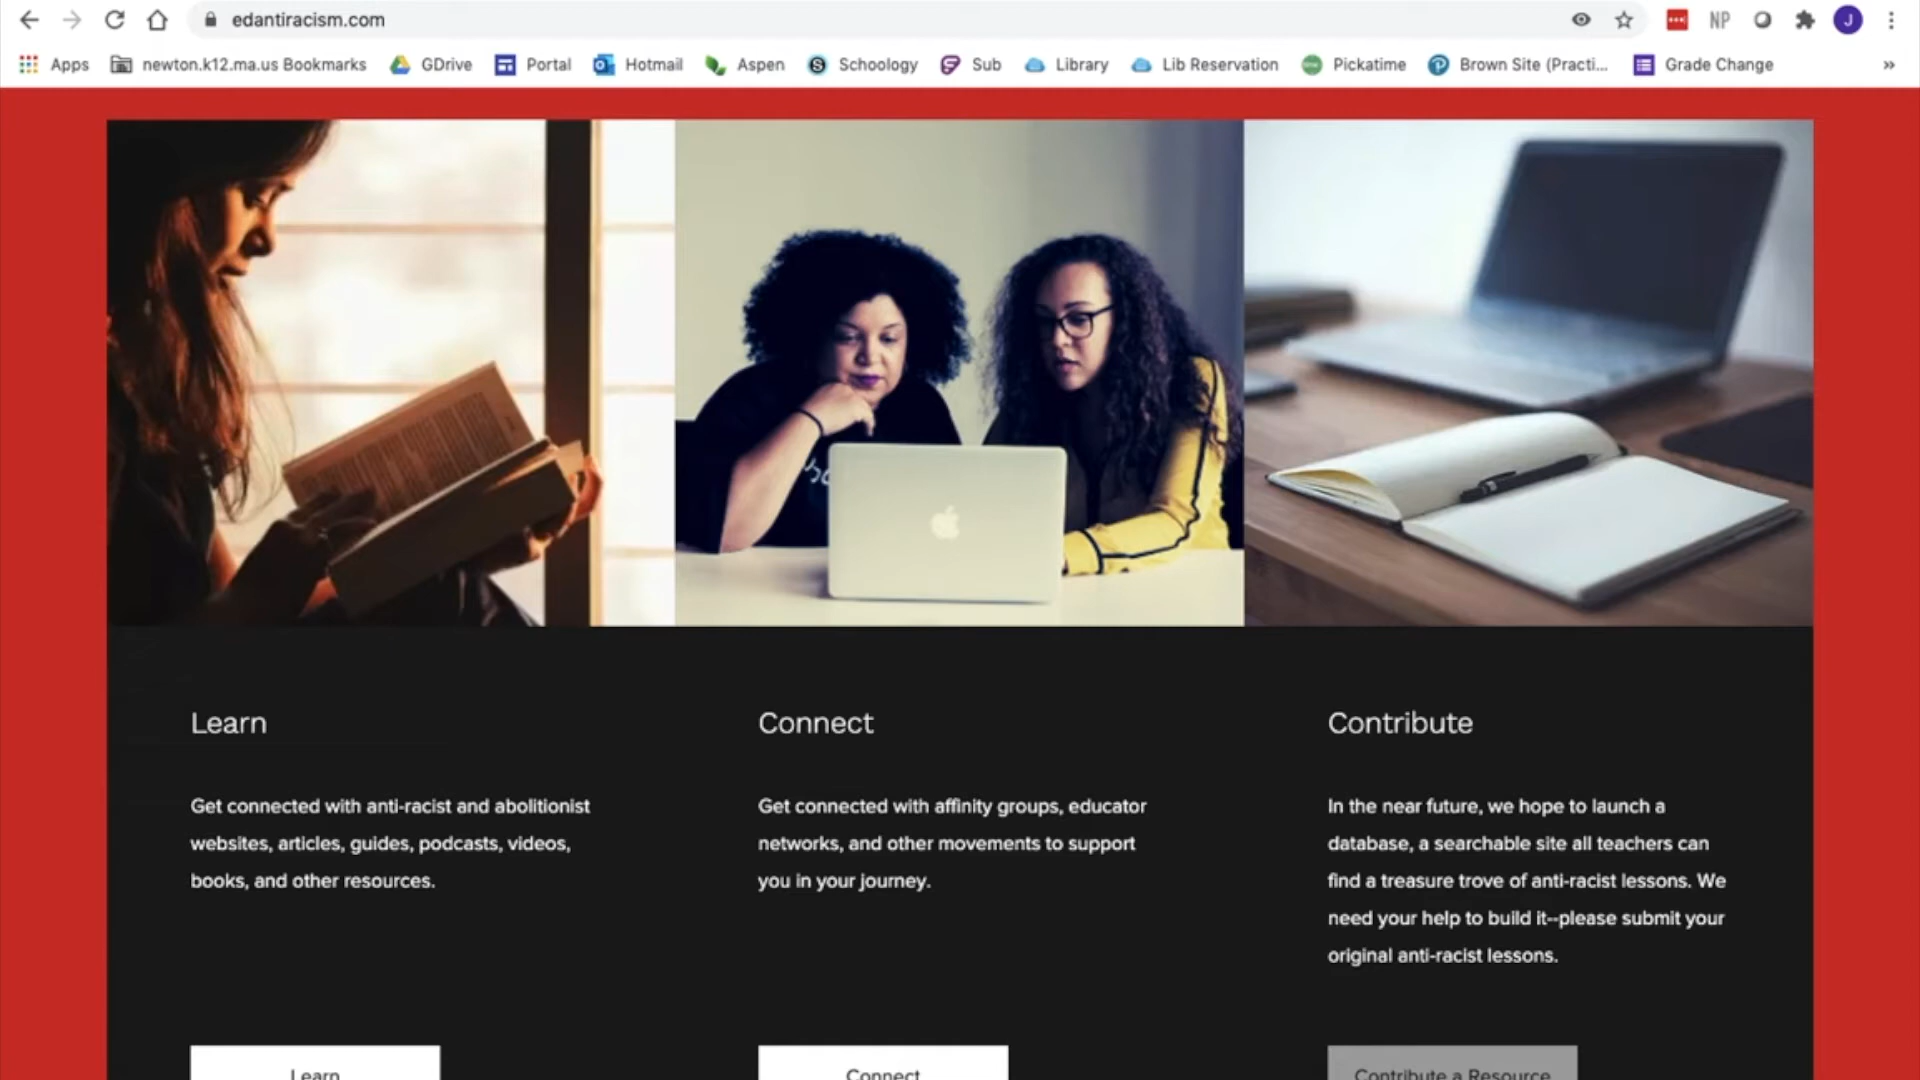 edantiracism.com
NP
J
Apps newton.k12.ma.us Bookmarks GDrive Portal Hotmail Aspen Schoology Sub Library Lib Reservation Pickatime Brown Site (Practi... Grade Change »
Learn
Get connected with anti-racist and abolitionist
websites, articles, guides, podcasts, videos,
books, and other resources.
Learn
Connect
Get connected with affinity groups, educator
networks, and other movements to support
you in your journey.
Connect
Contribute
In the near future, we hope to launch a
database, a searchable site all teachers can
find a treasure trove of anti-racist lessons. We
need your help to build it--please submit your
original anti-racist lessons.
Contribute a Resource